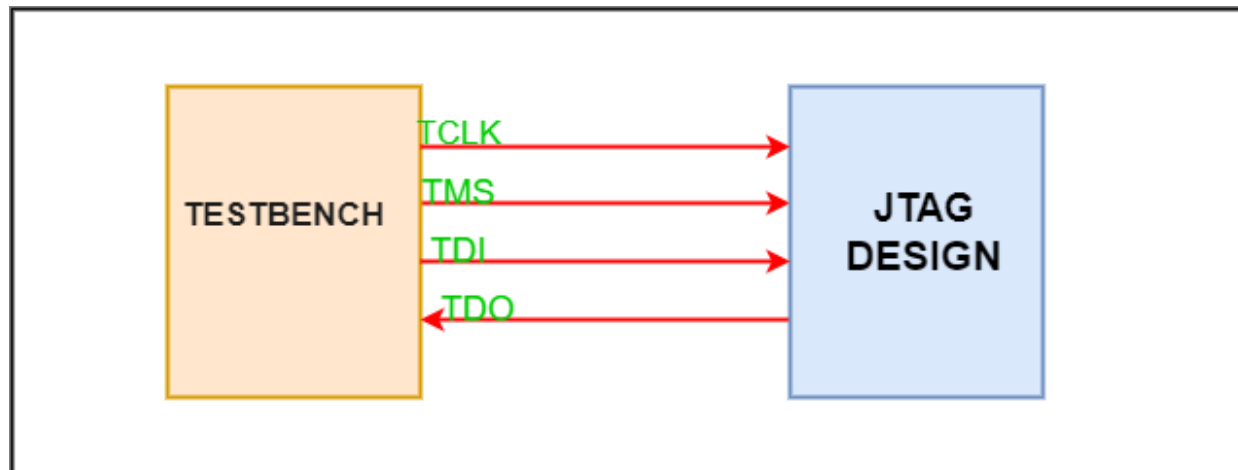 TCLK
TMS
TESTBENCH
TDI
TDO
JTAG
DESIGN